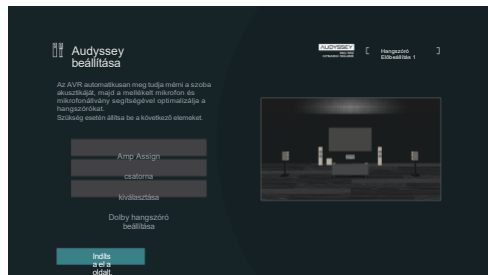 Audyssey
beállítása
AUDYSSEY
Hangszóró
Előbeállítás 1
Az AVR automatikusan meg tudja mérni a szoba
akusztikáját, majd a mellékelt mikrofon és
mikrofonállvány segítségével optimalizálja a
hangszórókat.
Szükség esetén állítsa be a következő elemeket.
Amp Assign
csatorna
kiválasztása
Dolby hangszóró
beállítása
Indíts
a el a
oldalt.